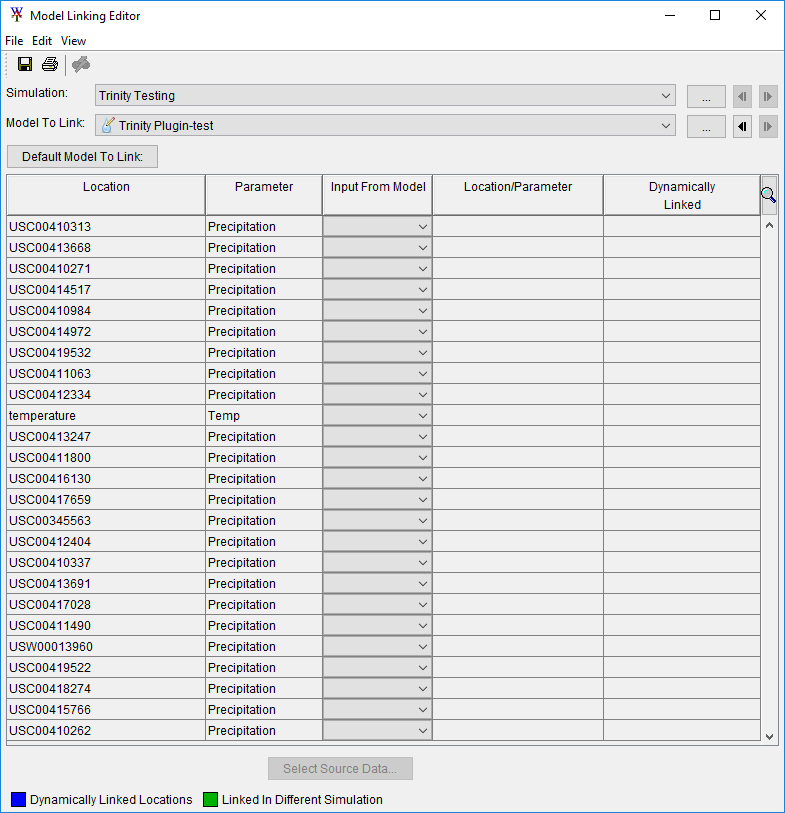 Model Linking Editor
File Edit View
Simulation: Trinity Testing ...
Model To Link: Trinity Plugin-test ...
Default Model To Link:
Location Parameter Input From Model Location/Parameter Dynamically
Linked
USC00410313 Precipitation
USC00413668 Precipitation
USC00410271 Precipitation
USC00414517 Precipitation
USC00410984 Precipitation
USC00414972 Precipitation
USC00419532 Precipitation
USC00411063 Precipitation
USC00412334 Precipitation
temperature Temp
USC00413247 Precipitation
USC00411800 Precipitation
USC00416130 Precipitation
USC00417659 Precipitation
USC00345563 Precipitation
USC00412404 Precipitation
USC00410337 Precipitation
USC00413691 Precipitation
USC00417028 Precipitation
USC00411490 Precipitation
USW00013960 Precipitation
USC00419522 Precipitation
USC00418274 Precipitation
USC00415766 Precipitation
USC00410262 Precipitation
Select Source Data...
Dynamically Linked Locations Linked In Different Simulation